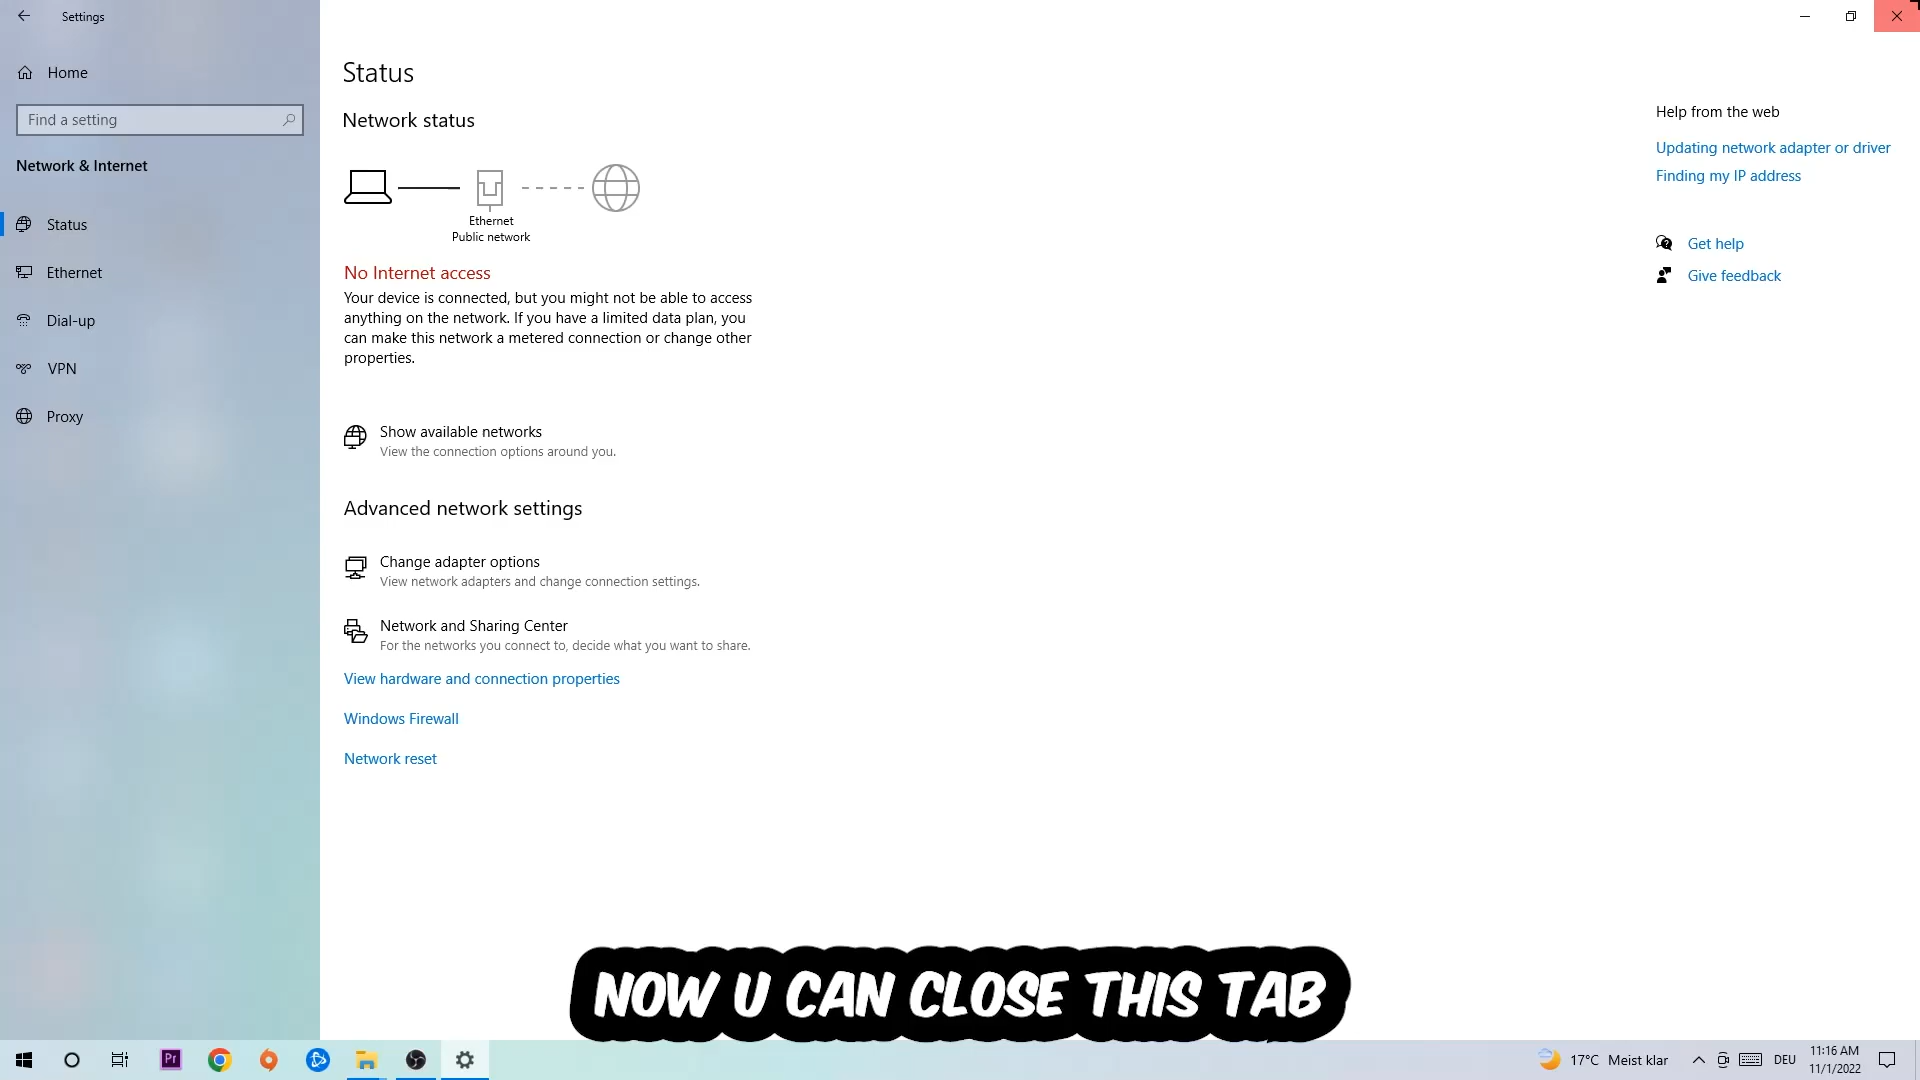 Settings
Home
Find a setting
Network & Internet
Status
Ethernet
Dial-up
VPN
Proxy
Status
Network status
Ethernet
Public network
No Internet access
Your device is connected, but you might not be able to access
anything on the network. If you have a limited data plan, you
can make this network a metered connection or change other
properties.
Show available networks
View the connection options around you.
Advanced network settings
Change adapter options
View network adapters and change connection settings.
Network and Sharing Center
For the networks you connect to, decide what you want to share.
View hardware and connection properties
Windows Firewall
Network reset
Help from the web
Updating network adapter or driver
Finding my IP address
Get help
Give feedback
NOW U CAN CLOSE THIS TAB
Pr
17°C Meist klar
DEU
11:16 AM
11/1/2022